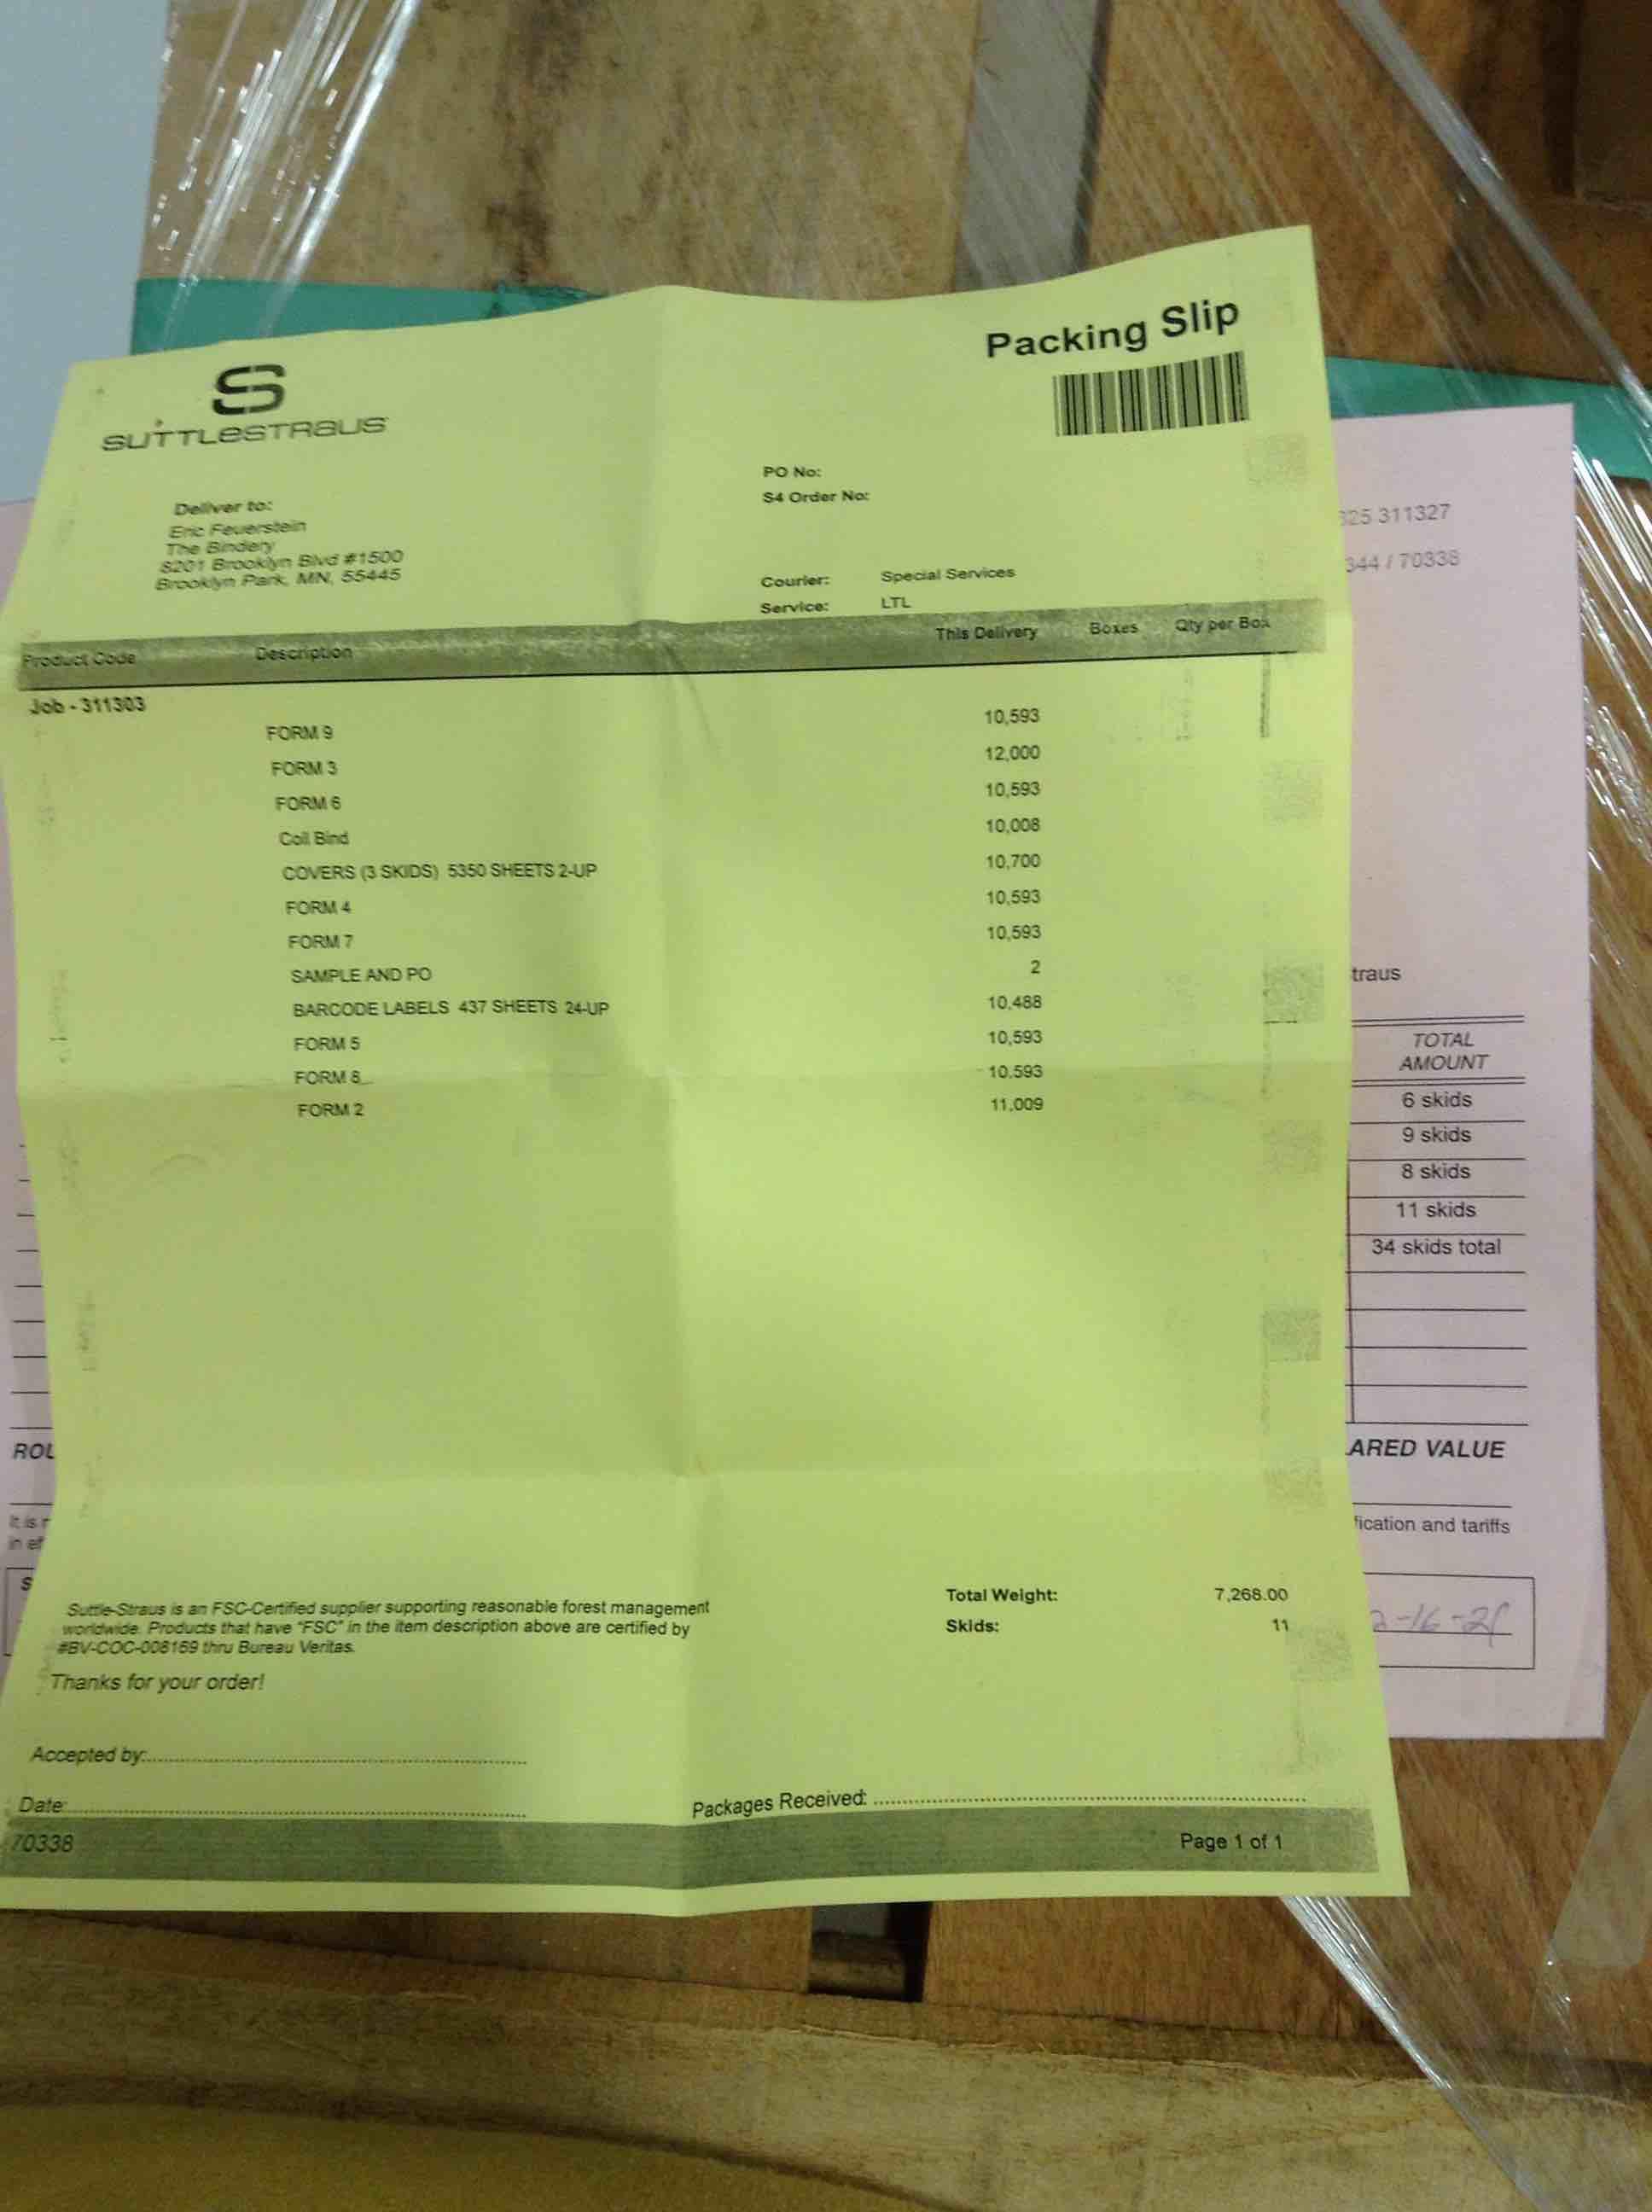 Packing Slip
SUTTLESTRAUS
PO No:
S4 Order No:
Deliver to:
Eric Feuerstein
The Bindery
8201 Brooklyn Blvd #1500
Brooklyn Park, MN, 55445
Courier: Special Services
Service: LTL
Product Code Description This Delivery Boxes Qty per Box
Job - 311303
FORM 9 10,593
FORM 3 12,000
FORM 6 10,593
Coil Bind 10,008
COVERS (3 SKIDS) 5350 SHEETS 2-UP 10,700
FORM 4 10,593
FORM 7 10,593
SAMPLE AND PO 2
BARCODE LABELS 437 SHEETS 24-UP 10,488
FORM 5 10,593
FORM 8 10,593
FORM 2 11,009
Suttle-Straus is an FSC-Certified supplier supporting reasonable forest management
worldwide. Products that have "FSC" in the item description above are certified by
#BV-COC-008169 thru Bureau Veritas.
Thanks for your order!
Total Weight: 7,268.00
Skids: 11
Accepted by:
Date:
Packages Received:
70338
Page 1 of 1
325 311327
344 / 70338
traus
TOTAL
AMOUNT
6 skids
9 skids
8 skids
11 skids
34 skids total
ROU
ARED VALUE
It is r
in ef
fication and tariffs
S
2-16-21